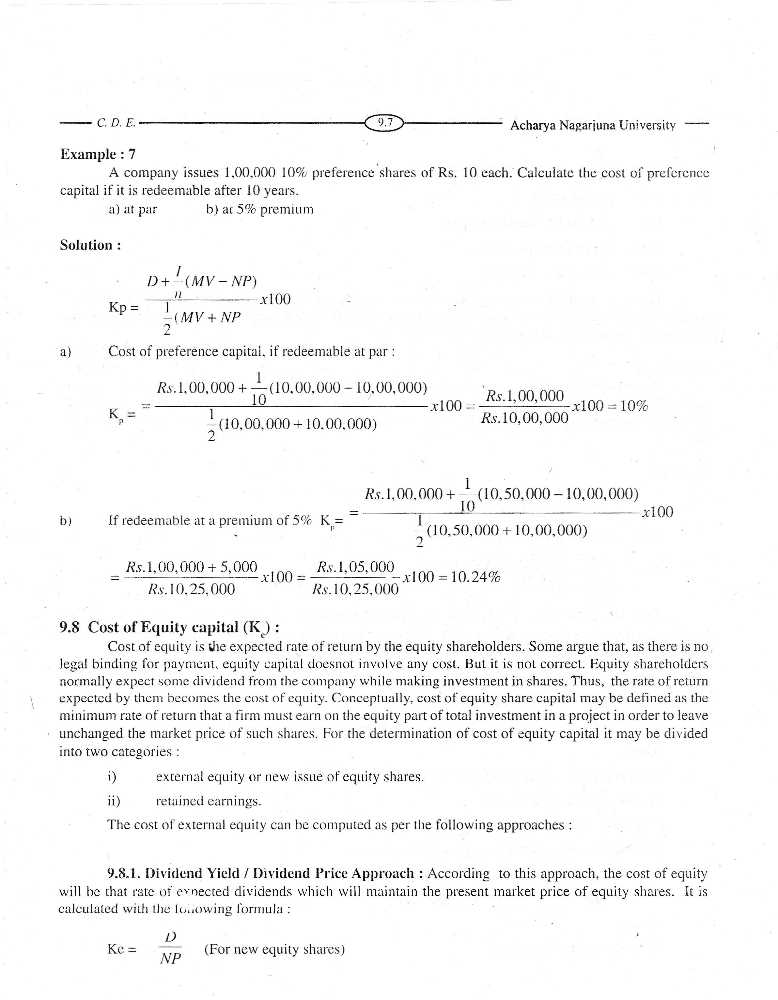 C. D. E. 9.7 Acharya Nagarjuna University
Example : 7
A company issues 1,00,000 10% preference shares of Rs. 10 each. Calculate the cost of preference
capital if it is redeemable after 10 years.
a) at par b) at 5% premium
Solution :
Kp = \frac{D + \frac{I}{n}(MV - NP)}{\frac{1}{2}(MV + NP} x100
a) Cost of preference capital, if redeemable at par :
K_p = = \frac{Rs.1,00,000 + \frac{1}{10}(10,00,000 - 10,00,000)}{\frac{1}{2}(10,00,000 + 10,00,000)} x100 = \frac{Rs.1,00,000}{Rs.10,00,000} x100 = 10%
b) If redeemable at a premium of 5% K_p = = \frac{Rs.1,00,000 + \frac{1}{10}(10,50,000 - 10,00,000)}{\frac{1}{2}(10,50,000 + 10,00,000)} x100
= \frac{Rs.1,00,000 + 5,000}{Rs.10,25,000} x100 = \frac{Rs.1,05,000}{Rs.10,25,000} x100 = 10.24%
9.8 Cost of Equity capital (K_e) :
Cost of equity is the expected rate of return by the equity shareholders. Some argue that, as there is no
legal binding for payment, equity capital doesnot involve any cost. But it is not correct. Equity shareholders
normally expect some dividend from the company while making investment in shares. Thus, the rate of return
expected by them becomes the cost of equity. Conceptually, cost of equity share capital may be defined as the
minimum rate of return that a firm must earn on the equity part of total investment in a project in order to leave
unchanged the market price of such shares. For the determination of cost of equity capital it may be divided
into two categories :
i) external equity or new issue of equity shares.
ii) retained earnings.
The cost of external equity can be computed as per the following approaches :
9.8.1. Dividend Yield / Dividend Price Approach : According to this approach, the cost of equity
will be that rate of expected dividends which will maintain the present market price of equity shares. It is
calculated with the following formula :
Ke = \frac{D}{NP} (For new equity shares)